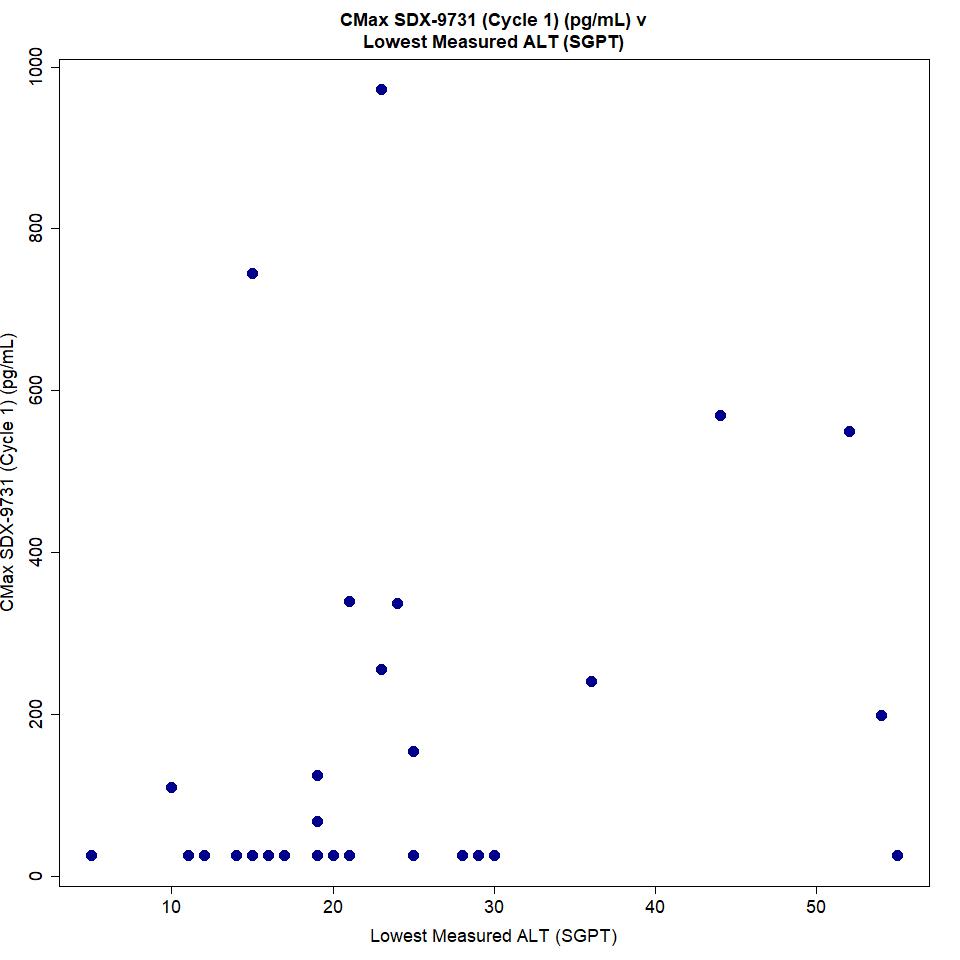 CMax SDX-9731 (Cycle 1) (pg/mL) v
Lowest Measured ALT (SGPT)
CMax SDX-9731 (Cycle 1) (pg/mL)
1000
800
600
400
200
0
10 20 30 40 50
Lowest Measured ALT (SGPT)